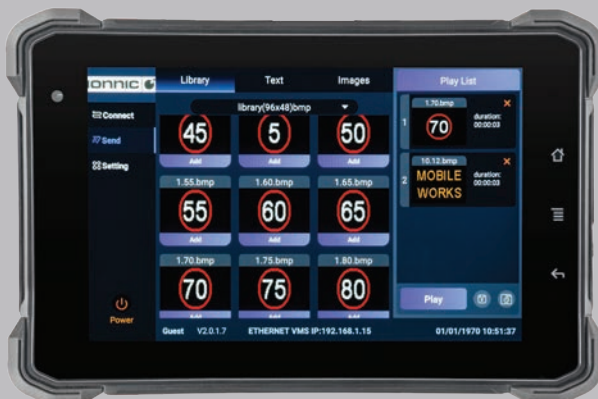 ionnic
Library Text Images
Play List
library(96x48)bmp
Connect
Send
Setting
Power
45 5 50
Add Add Add
1.55.bmp 1.60.bmp 1.65.bmp
55 60 65
Add Add Add
1.70.bmp 1.75.bmp 1.80.bmp
70 75 80
Add Add Add
1 1.70.bmp
70
duration:
00:00:03
2 10.12.bmp
MOBILE
WORKS
duration:
00:00:03
Play
Guest V2.0.1.7 ETHERNET VMS IP:192.168.1.15 01/01/1970 10:51:37